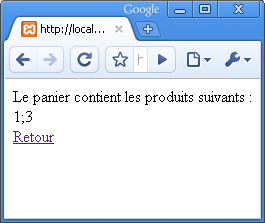 Google
http://local...
Le panier contient les produits suivants :
1;3
Retour